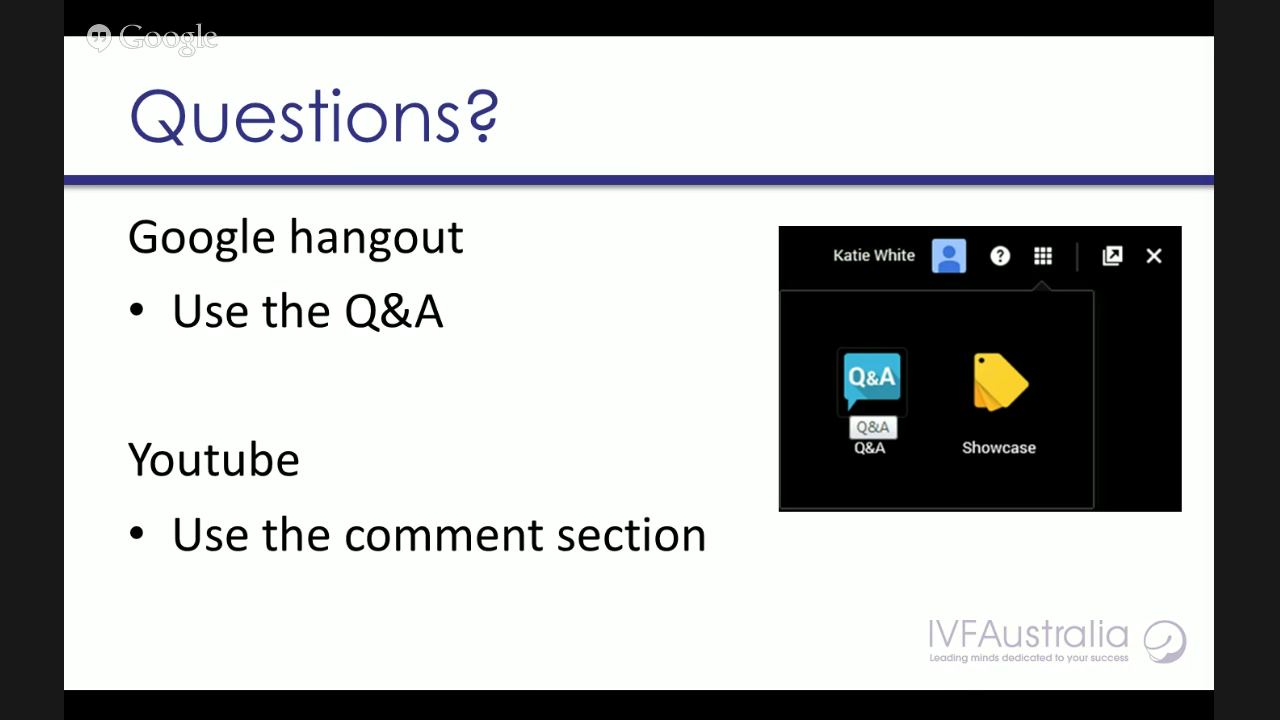 Google
Questions?
Google hangout
• Use the Q&A
Youtube
• Use the comment section
Katie White
Q&A
Q&A
Q&A
Showcase
IVFAustralia
Leading minds dedicated to your success